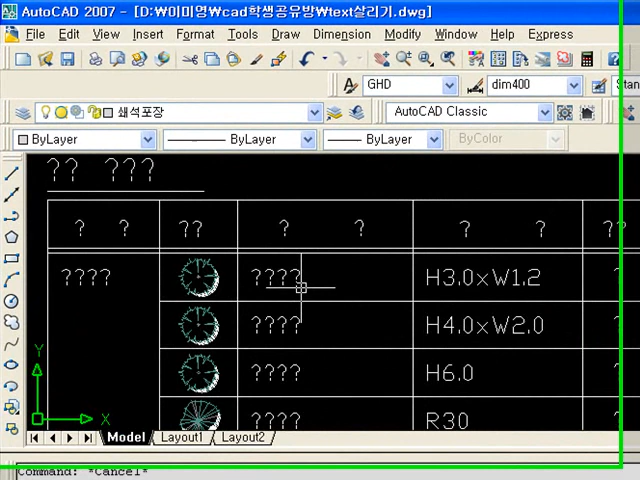 AutoCAD 2007 - [D:₩이미영₩cad학생공유방₩text살리기.dwg]
File Edit View Insert Format Tools Draw Dimension Modify Window Help Express
GHD dim400 Stan
쇄석포장 AutoCAD Classic
ByLayer ByLayer ByLayer ByColor
?? ???
? ? ?? ? ? ? ? ??
???? ???? H3.0×W1.2 ?
???? H4.0×W2.0 ?
???? H6.0 ?
???? R30 ?
Y
X
Model Layout1 Layout2
Command: *Cancel*